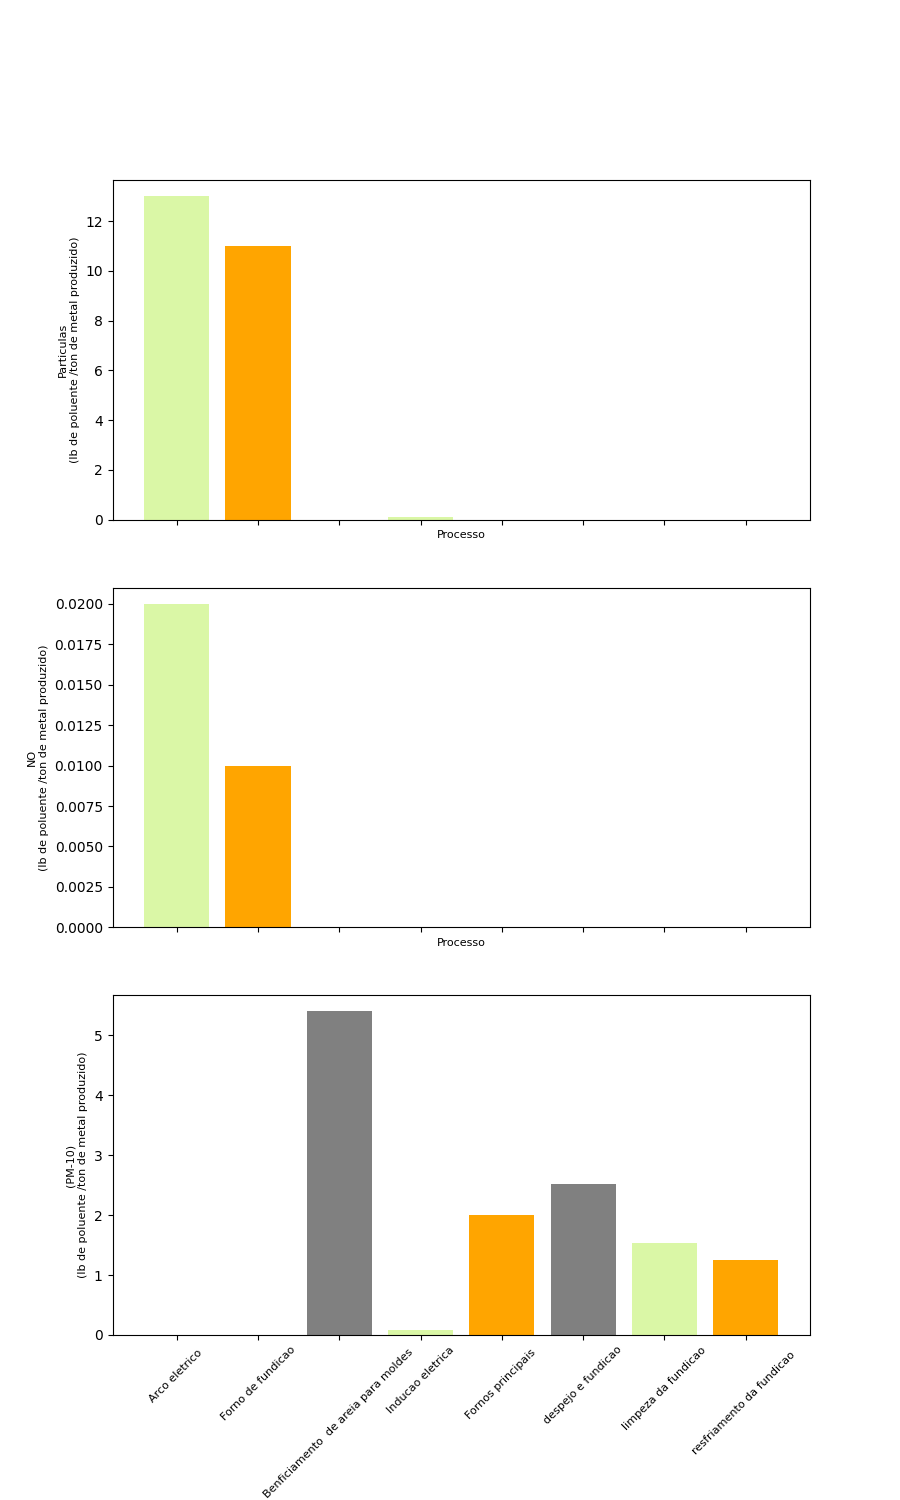 Particulas
(lb de poluente /ton de metal produzido)
12
10
8
6
4
2
0
Processo
NO
(lb de poluente /ton de metal produzido)
0.0200
0.0175
0.0150
0.0125
0.0100
0.0075
0.0050
0.0025
0.0000
Processo
(PM-10)
(lb de poluente /ton de metal produzido)
5
4
3
2
1
0
Arco eletrico
Forno de fundicao
Benficiamento  de areia para moldes
Inducao eletrica
Fornos principais
despejo e fundicao
limpeza da fundicao
resfriamento da fundicao